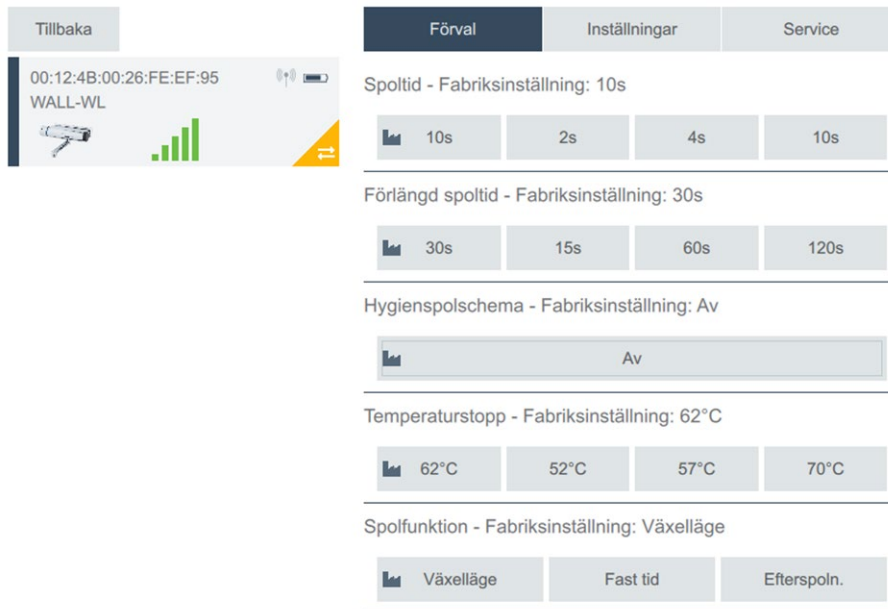 Tillbaka
00:12:4B:00:26:FE:EF:95
WALL-WL
Förval Inställningar Service
Spoltid - Fabriksinställning: 10s
10s 2s 4s 10s
Förlängd spoltid - Fabriksinställning: 30s
30s 15s 60s 120s
Hygienspolschema - Fabriksinställning: Av
Av
Temperaturstopp - Fabriksinställning: 62°C
62°C 52°C 57°C 70°C
Spolfunktion - Fabriksinställning: Växelläge
Växelläge Fast tid Efterspoln.